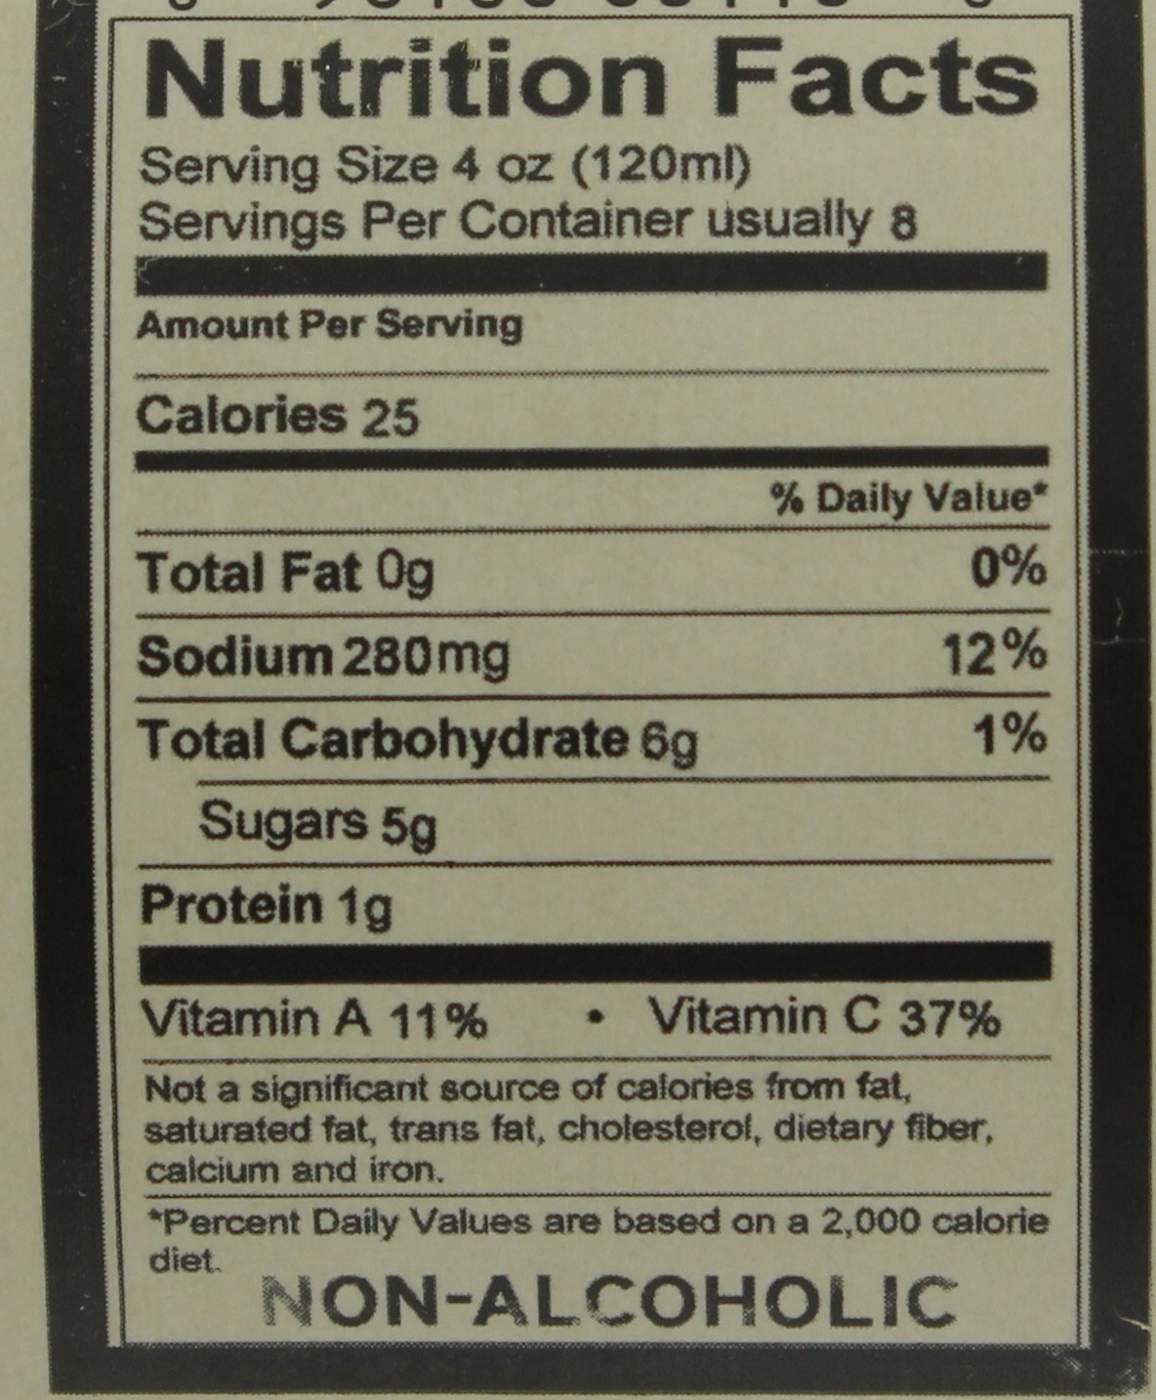 Nutrition Facts
Serving Size 4 oz (120ml)
Servings Per Container usually 8
Amount Per Serving
Calories 25
% Daily Value*
Total Fat 0g 0%
Sodium 280mg 12%
Total Carbohydrate 6g 1%
Sugars 5g
Protein 1g
Vitamin A 11% • Vitamin C 37%
Not a significant source of calories from fat,
saturated fat, trans fat, cholesterol, dietary fiber,
calcium and iron.
*Percent Daily Values are based on a 2,000 calorie
diet.
NON-ALCOHOLIC